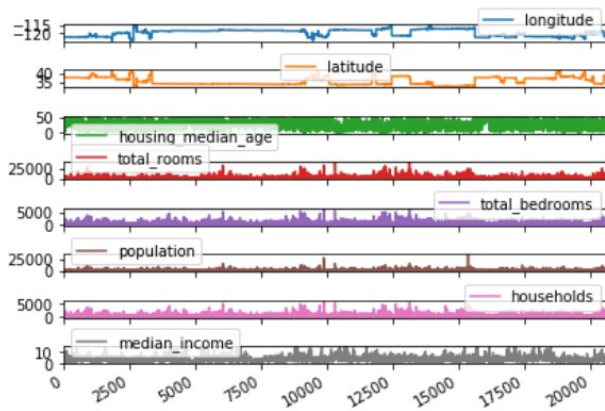 −115
−120
longitude
40
35
latitude
50
0
housing_median_age
25000
0
total_rooms
5000
0
total_bedrooms
25000
0
population
5000
0
households
10
0
median_income
0 2500 5000 7500 10000 12500 15000 17500 20000